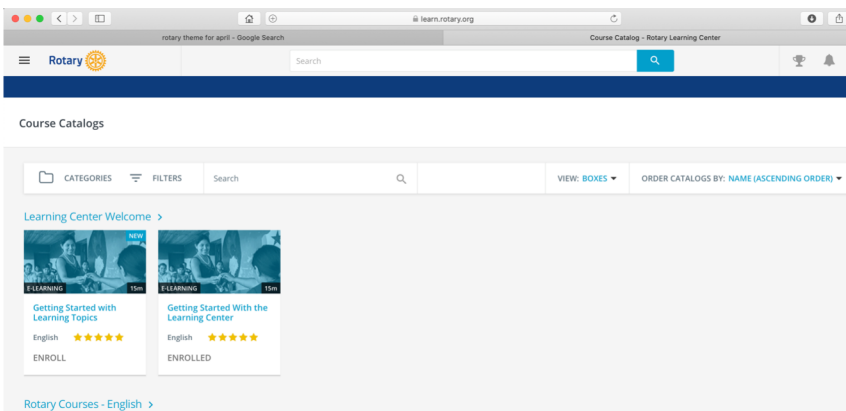 learn.rotary.org
rotary theme for april - Google Search
Course Catalog - Rotary Learning Center
Rotary
Search
Course Catalogs
CATEGORIES
FILTERS
Search
VIEW: BOXES
ORDER CATALOGS BY: NAME (ASCENDING ORDER)
Learning Center Welcome >
NEW
E-LEARNING 15m
E-LEARNING 15m
Getting Started with
Learning Topics
English
ENROLL
Getting Started With the
Learning Center
English
ENROLLED
Rotary Courses - English >